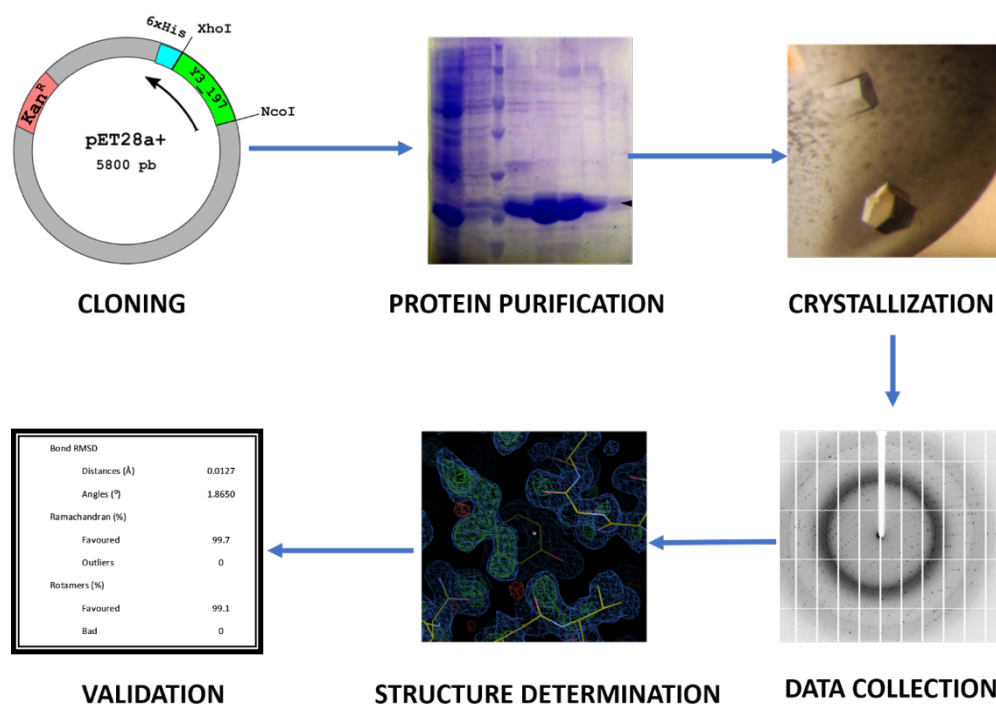 6xHis
XhoI
Y3_197
NcoI
Kan^R
pET28a+
5800 pb
CLONING
PROTEIN PURIFICATION
CRYSTALLIZATION
Bond RMSD
Distances (Å) 0.0127
Angles (º) 1.8650
Ramachandran (%)
Favoured 99.7
Outliers 0
Rotamers (%)
Favoured 99.1
Bad 0
VALIDATION
STRUCTURE DETERMINATION
DATA COLLECTION